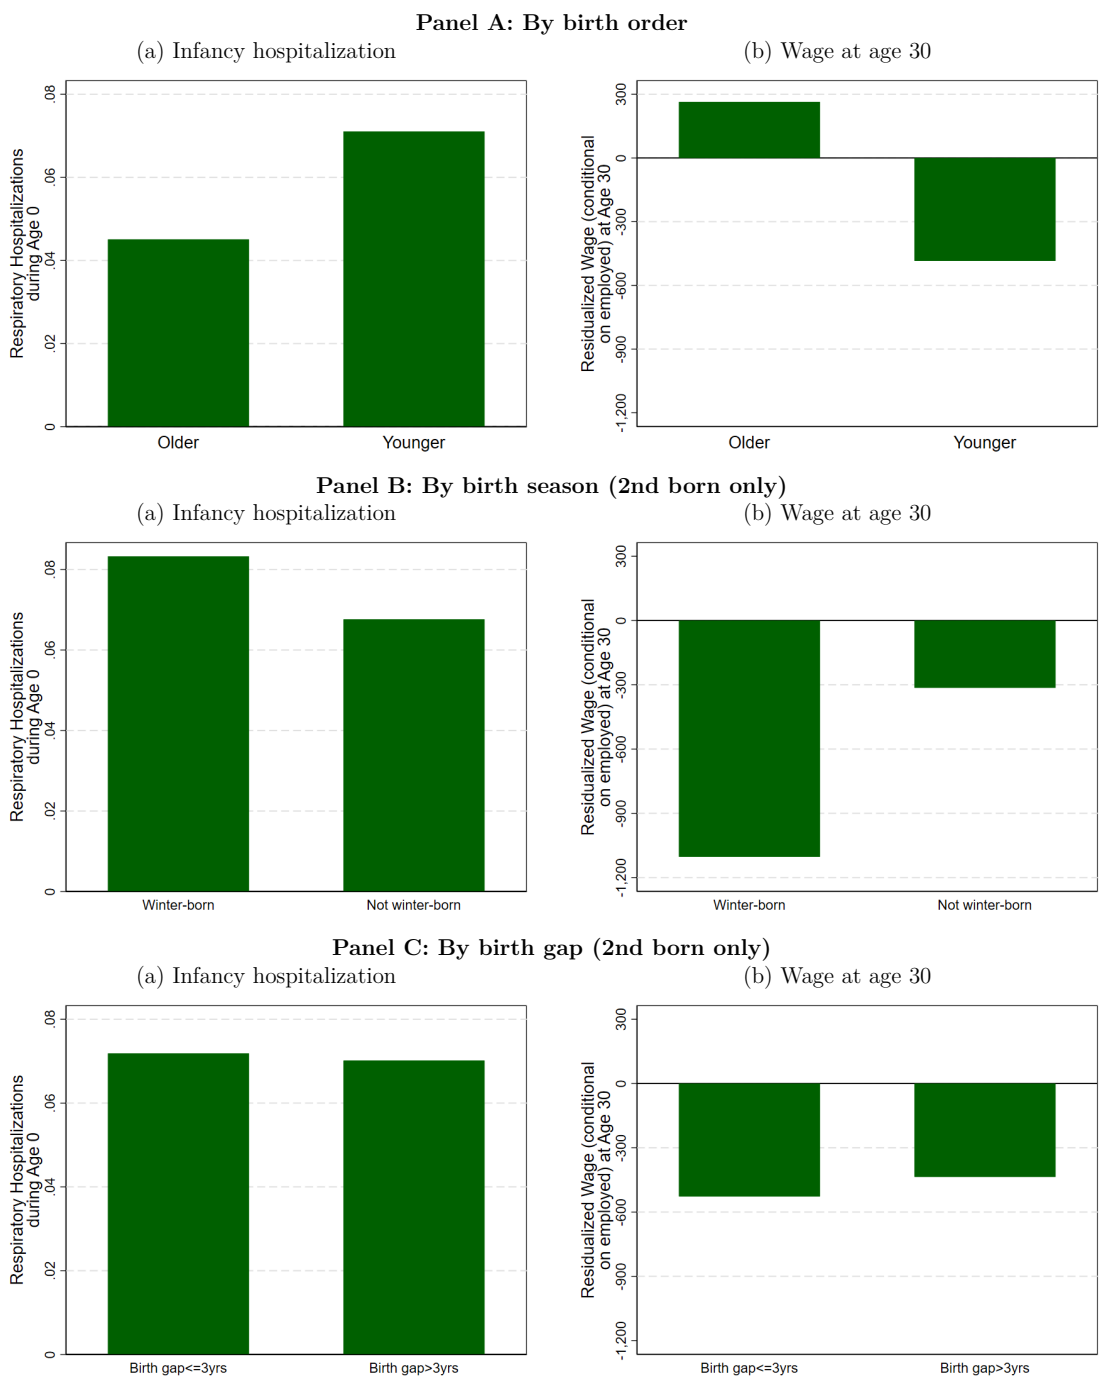 Panel A: By birth order
(a) Infancy hospitalization
Respiratory Hospitalizations
during Age 0
.08
.06
.04
.02
0
Older
Younger
(b) Wage at age 30
Residualized Wage (conditional
on employed) at Age 30
300
0
-300
-600
-900
-1,200
Older
Younger
Panel B: By birth season (2nd born only)
(a) Infancy hospitalization
Respiratory Hospitalizations
during Age 0
.08
.06
.04
.02
0
Winter-born
Not winter-born
(b) Wage at age 30
Residualized Wage (conditional
on employed) at Age 30
300
0
-300
-600
-900
-1,200
Winter-born
Not winter-born
Panel C: By birth gap (2nd born only)
(a) Infancy hospitalization
Respiratory Hospitalizations
during Age 0
.08
.06
.04
.02
0
Birth gap<=3yrs
Birth gap>3yrs
(b) Wage at age 30
Residualized Wage (conditional
on employed) at Age 30
300
0
-300
-600
-900
-1,200
Birth gap<=3yrs
Birth gap>3yrs